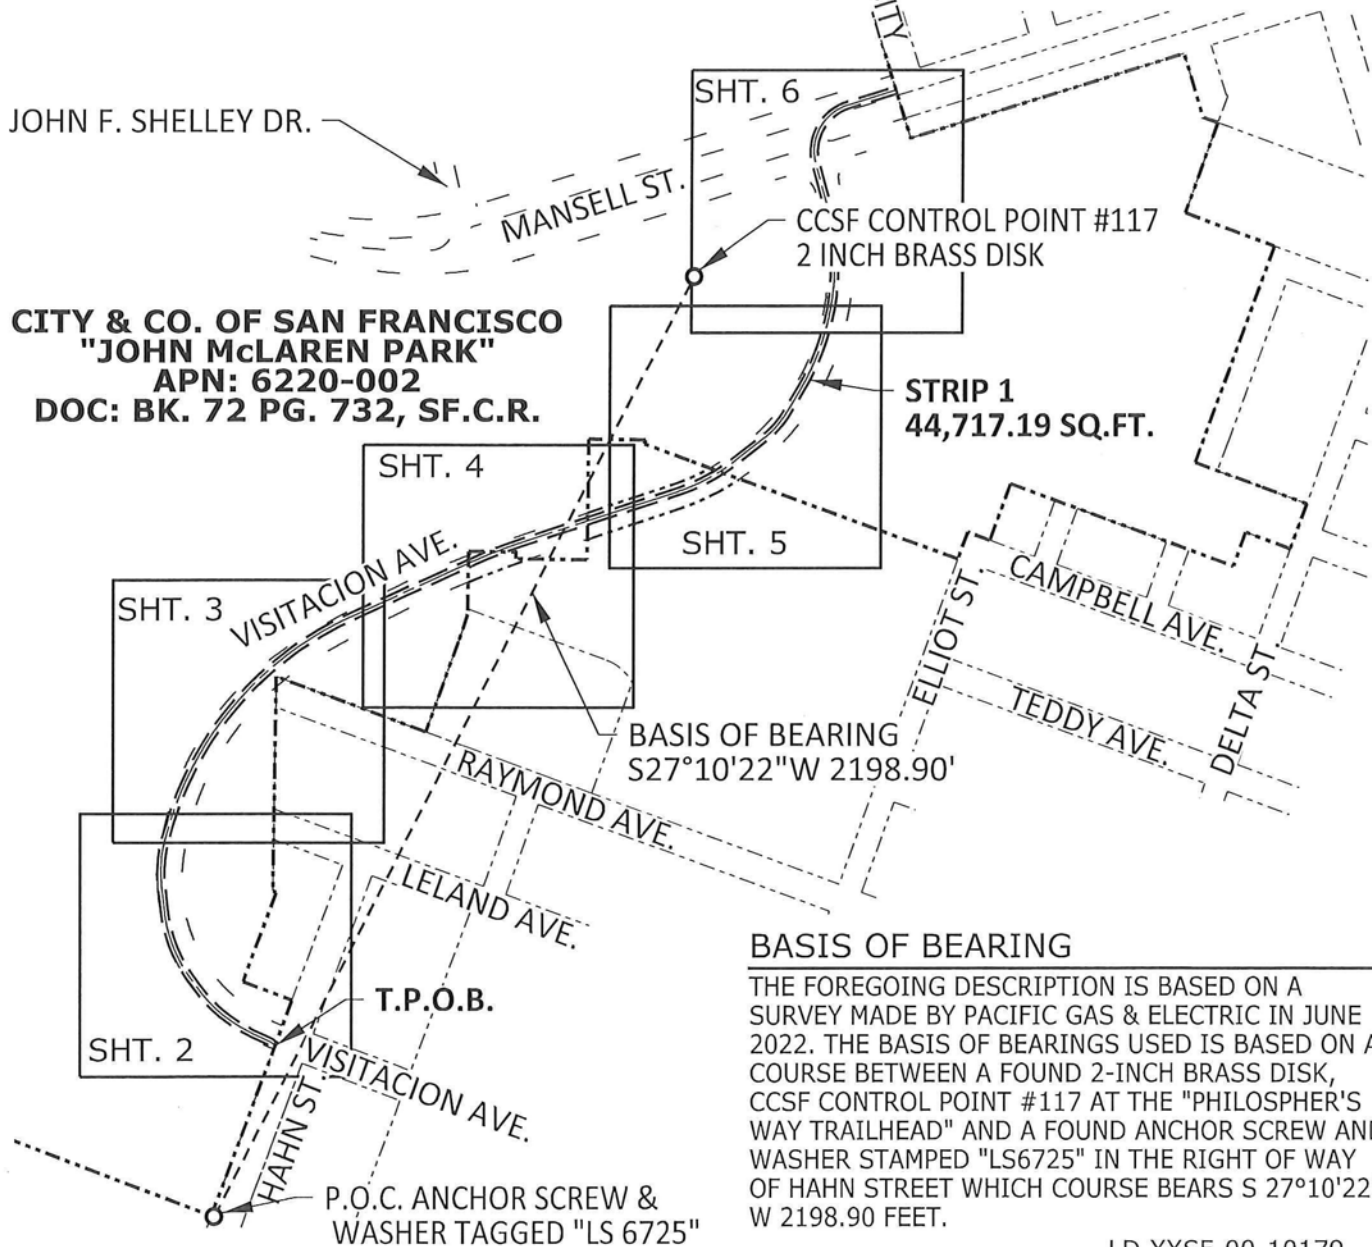 ITY
SHT. 6
JOHN F. SHELLEY DR.
MANSELL ST.
CCSF CONTROL POINT #117
2 INCH BRASS DISK
CITY & CO. OF SAN FRANCISCO
"JOHN McLAREN PARK"
APN: 6220-002
DOC: BK. 72 PG. 732, SF.C.R.
STRIP 1
44,717.19 SQ.FT.
SHT. 4
SHT. 5
VISITACION AVE.
SHT. 3
CAMPBELL AVE.
ELLIOT ST.
TEDDY AVE.
DELTA ST.
BASIS OF BEARING
S27°10'22"W 2198.90'
RAYMOND AVE.
LELAND AVE.
T.P.O.B.
SHT. 2
VISITACION AVE.
HAHN ST.
P.O.C. ANCHOR SCREW &
WASHER TAGGED "LS 6725"
BASIS OF BEARING
THE FOREGOING DESCRIPTION IS BASED ON A
SURVEY MADE BY PACIFIC GAS & ELECTRIC IN JUNE
2022. THE BASIS OF BEARINGS USED IS BASED ON A
COURSE BETWEEN A FOUND 2-INCH BRASS DISK,
CCSF CONTROL POINT #117 AT THE "PHILOSPHER'S
WAY TRAILHEAD" AND A FOUND ANCHOR SCREW AN
WASHER STAMPED "LS6725" IN THE RIGHT OF WAY
OF HAHN STREET WHICH COURSE BEARS S 27°10'22
W 2198.90 FEET.